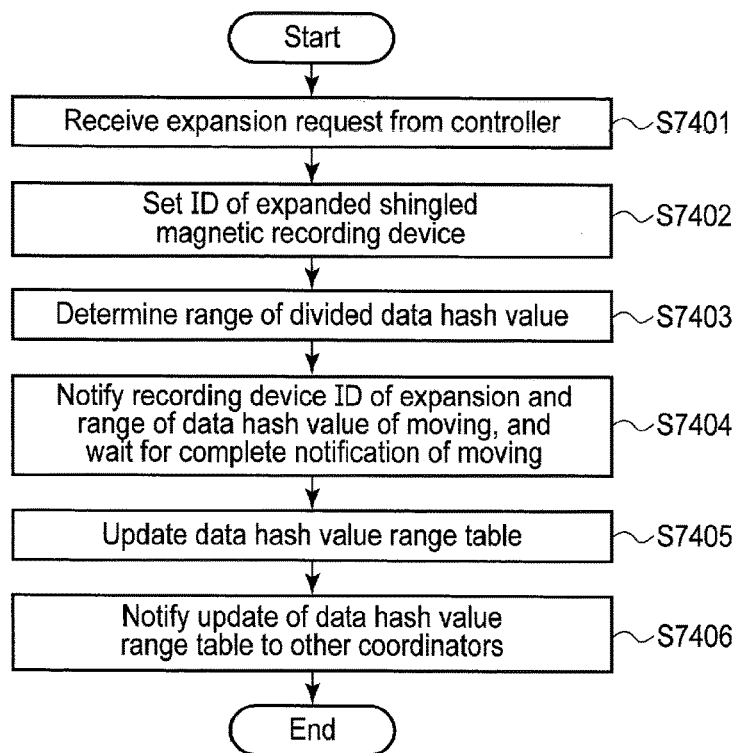 Start
Receive expansion request from controller
S7401
Set ID of expanded shingled
magnetic recording device
S7402
Determine range of divided data hash value
S7403
Notify recording device ID of expansion and
range of data hash value of moving, and
wait for complete notification of moving
S7404
Update data hash value range table
S7405
Notify update of data hash value
range table to other coordinators
S7406
End